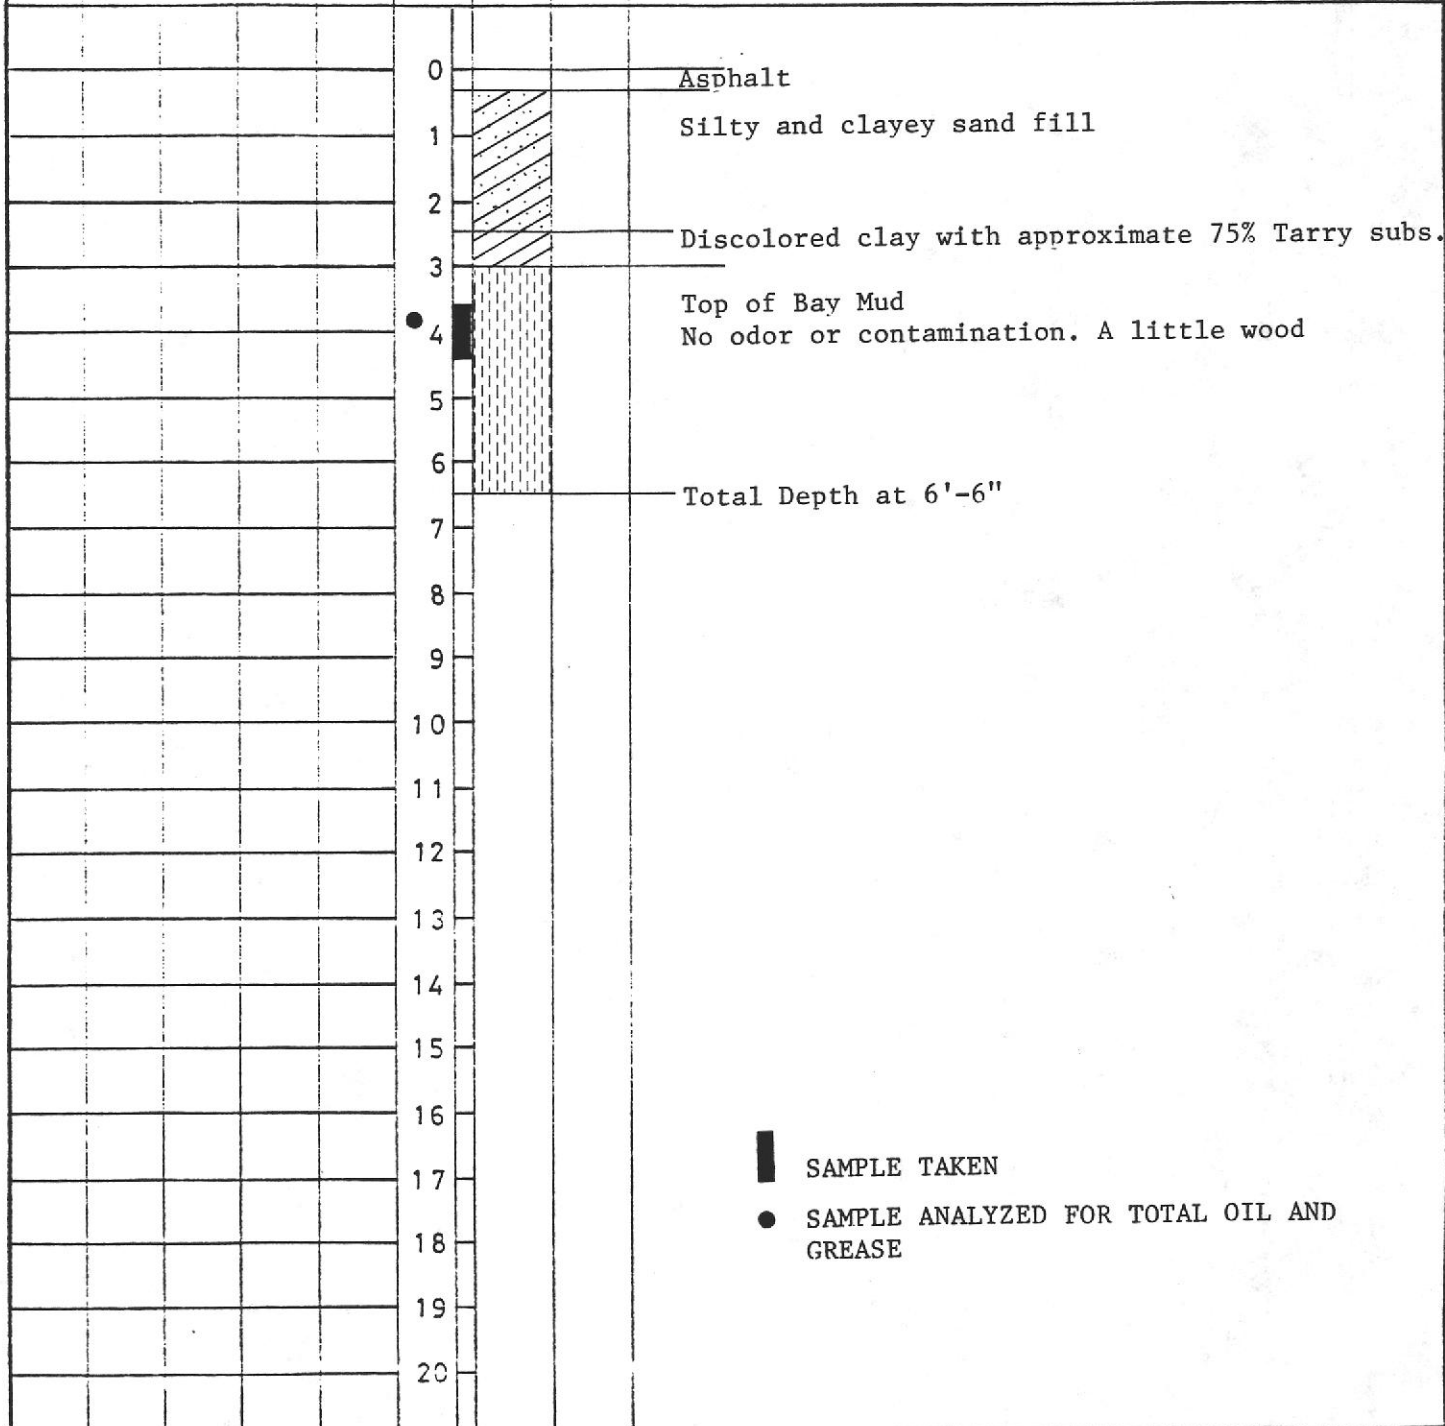 0
Asphalt
Silty and clayey sand fill
1
2
Discolored clay with approximate 75% Tarry subs.
3
Top of Bay Mud
No odor or contamination. A little wood
4
5
6
Total Depth at 6'-6"
7
8
9
10
11
12
13
14
15
16
SAMPLE TAKEN
17
SAMPLE ANALYZED FOR TOTAL OIL AND
GREASE
18
19
20